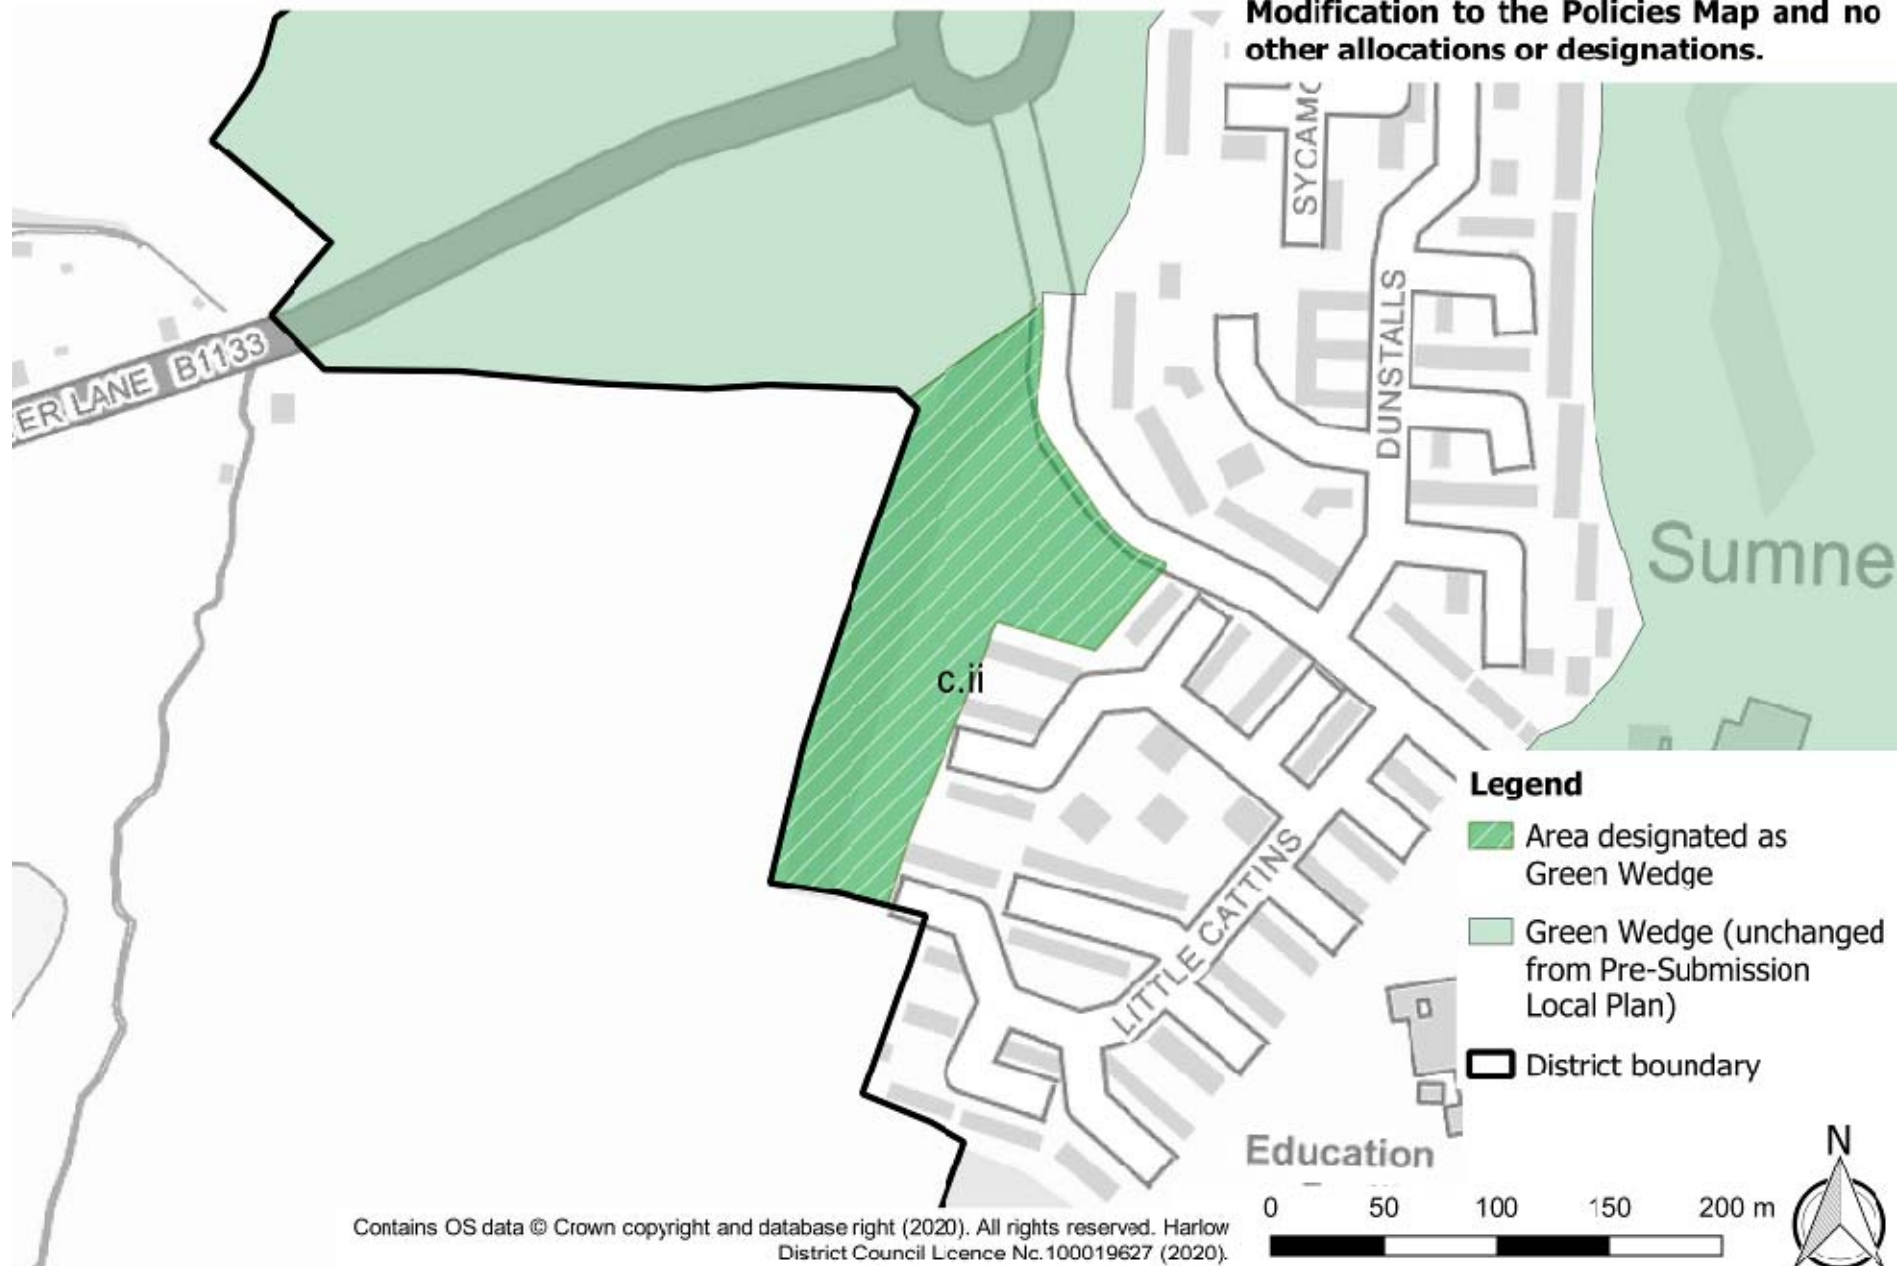 Modification to the Policies Map and no
other allocations or designations.
SYCAMO
DUNSTALLS
ER LANE B1133
Sumne
c.ii
LITTLE CATTINS
Legend
Area designated as
Green Wedge
Green Wedge (unchanged
from Pre-Submission
Local Plan)
District boundary
Education
N
0 50 100 150 200 m
Contains OS data © Crown copyright and database right (2020). All rights reserved. Harlow
District Council Licence No.100019627 (2020).